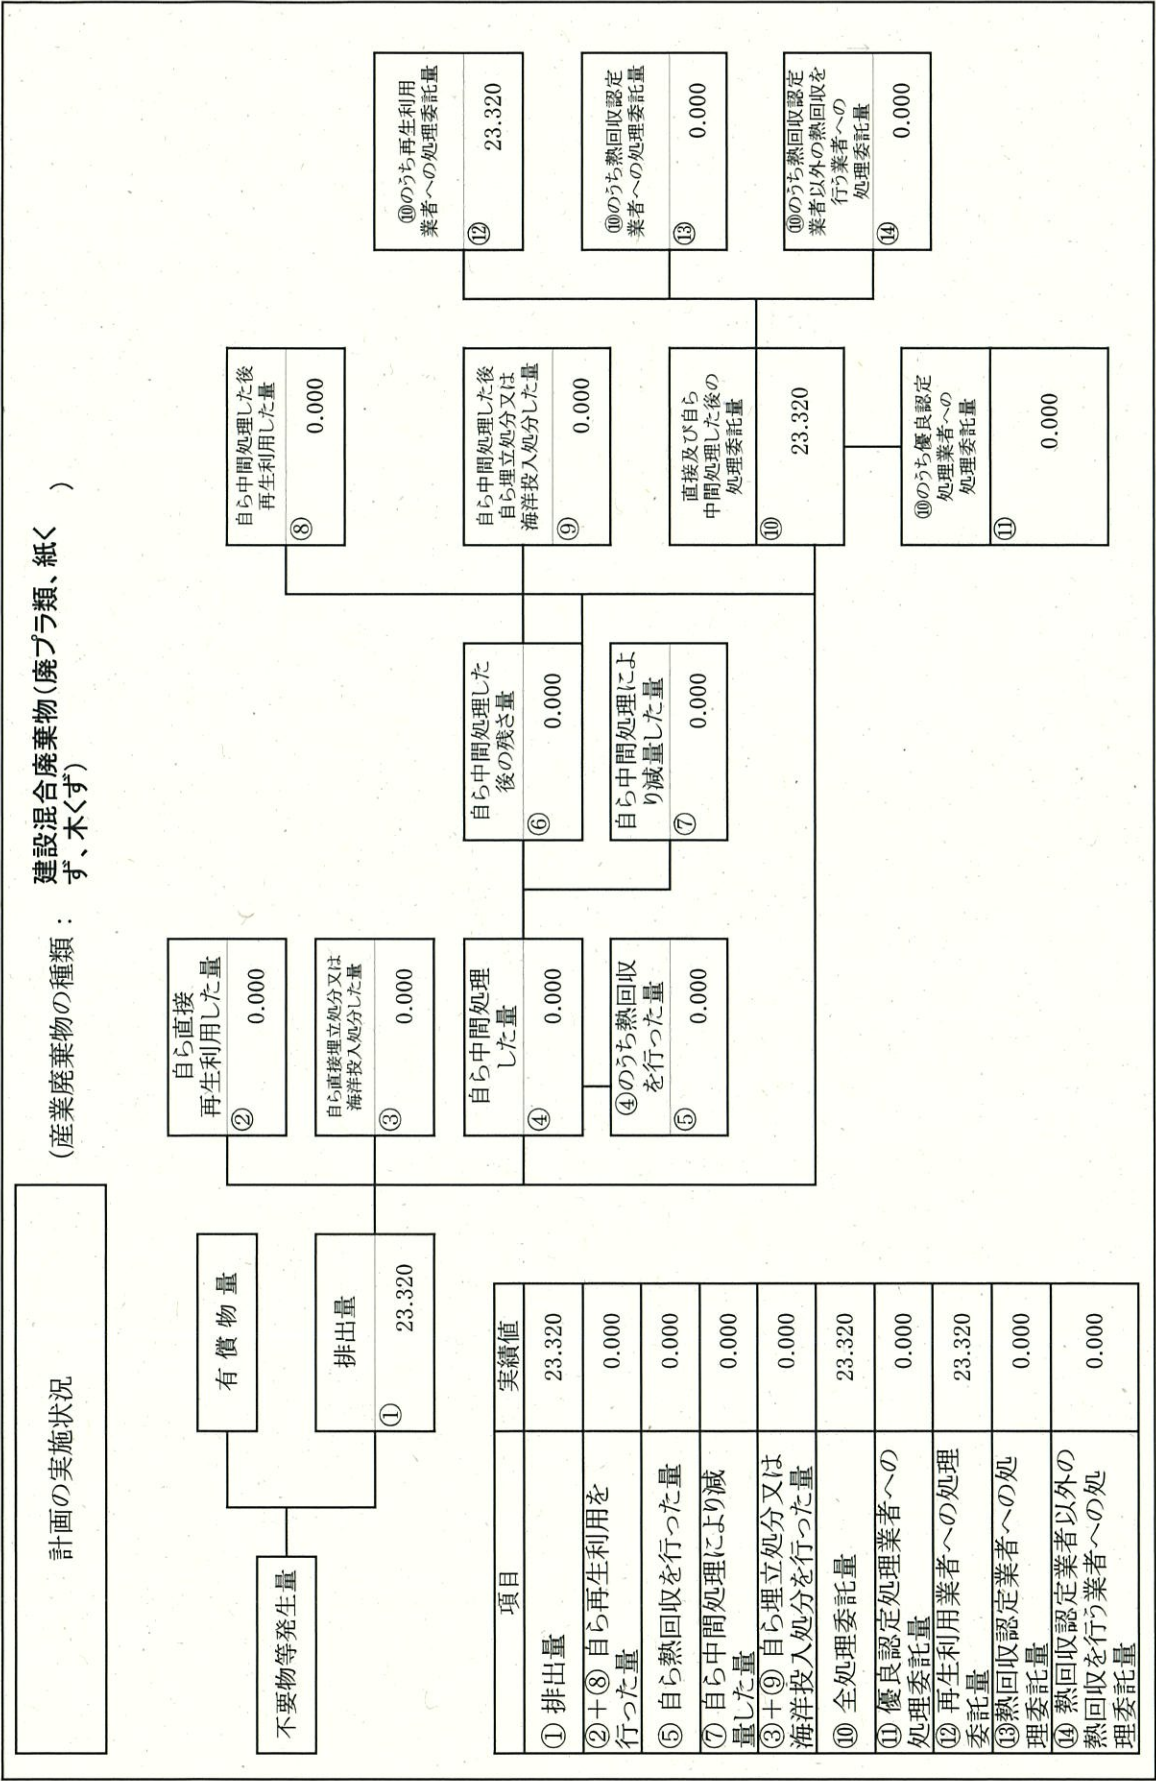 計画の実施状況
（産業廃棄物の種類：
建設混合廃棄物（廃プラ類、紙く
ず、木くず）
）
不要物等発生量
有 償 物 量
排出量
①
23.320
自ら直接
再生利用した量
②
0.000
自ら直接埋立処分又は
海洋投入処分した量
③
0.000
自ら中間処理
した量
④
0.000
④のうち熱回収
を行った量
⑤
0.000
自ら中間処理した
後の残さ量
⑥
0.000
自ら中間処理によ
り減量した量
⑦
0.000
自ら中間処理した後
再生利用した量
⑧
0.000
自ら中間処理した後
自ら埋立処分又は
海洋投入処分した量
⑨
0.000
直接及び自ら
中間処理した後の
処理委託量
⑩
23.320
⑩のうち優良認定
処理業者への
処理委託量
⑪
0.000
⑩のうち再生利用
業者への処理委託量
⑫
23.320
⑩のうち熱回収認定
業者への処理委託量
⑬
0.000
⑩のうち熱回収認定
業者以外の熱回収を
行う業者への
処理委託量
⑭
0.000
項目 実績値
① 排出量 23.320
②＋⑧ 自ら再生利用を
行った量 0.000
⑤ 自ら熱回収を行った量 0.000
⑦ 自ら中間処理により減
量した量 0.000
③＋⑨ 自ら埋立処分又は
海洋投入処分を行った量 0.000
⑩ 全処理委託量 23.320
⑪ 優良認定処理業者への
処理委託量 0.000
⑫ 再生利用業者への処理
委託量 23.320
⑬熱回収認定業者への処
理委託量 0.000
⑭ 熱回収認定業者以外の
熱回収を行う業者への処
理委託量 0.000